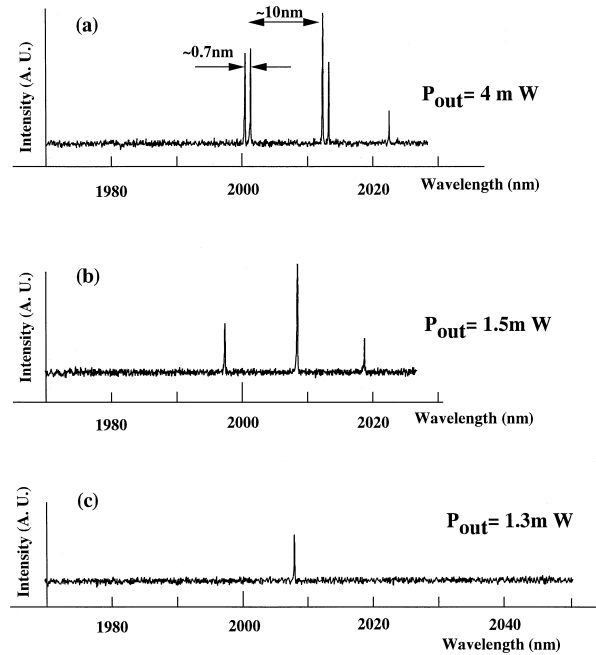 (a)
~10nm
~0.7nm
Intensity (A. U.)
Pout= 4 m W
1980
2000
2020
Wavelength (nm)
(b)
Intensity (A. U.)
Pout= 1.5m W
1980
2000
2020
Wavelength (nm)
(c)
Intensity (A. U.)
Pout= 1.3m W
1980
2000
2020
2040
Wavelength (nm)